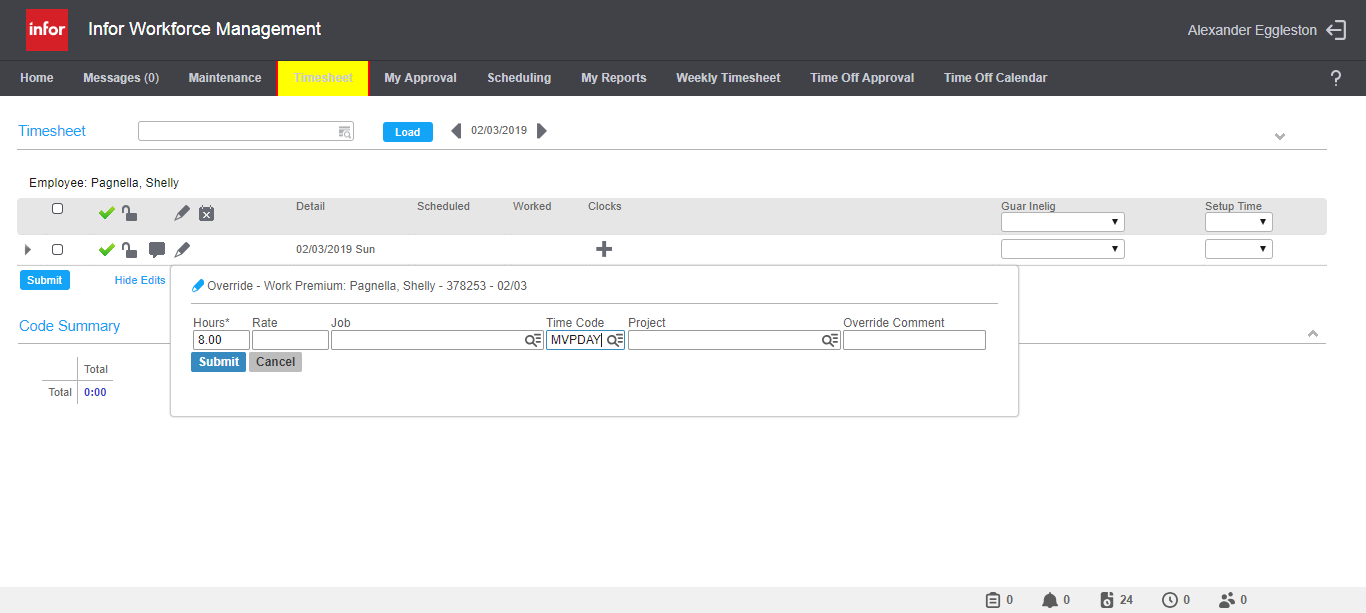 infor Infor Workforce Management Alexander Eggleston
Home Messages (0) Maintenance Timesheet My Approval Scheduling My Reports Weekly Timesheet Time Off Approval Time Off Calendar ?
Timesheet Load 02/03/2019
Employee: Pagnella, Shelly
Detail Scheduled Worked Clocks Guar Inelig Setup Time
02/03/2019 Sun
Submit Hide Edits
Override - Work Premium: Pagnella, Shelly - 378253 - 02/03
Code Summary
Hours* Rate Job Time Code Project Override Comment
8.00 MVPDAY
Submit Cancel
Total
Total 0:00
0 0 24 0 0